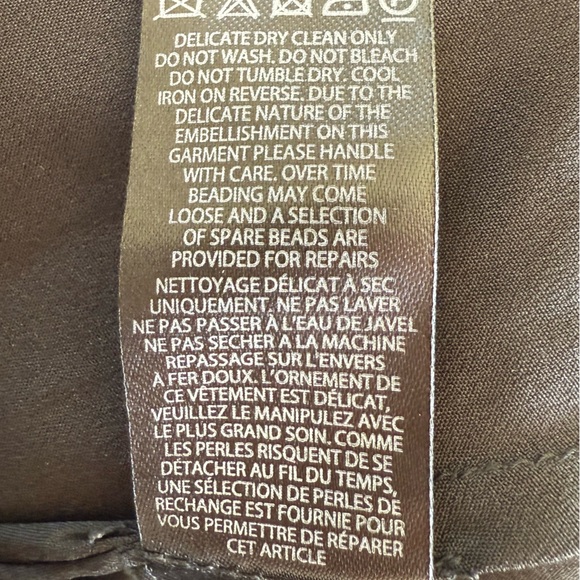 DELICATE DRY CLEAN ONLY
DO NOT WASH. DO NOT BLEACH
DO NOT TUMBLE DRY. COOL
IRON ON REVERSE. DUE TO THE
DELICATE NATURE OF THE
EMBELLISHMENT ON THIS
GARMENT PLEASE HANDLE
WITH CARE. OVER TIME
BEADING MAY COME
LOOSE AND A SELECTION
OF SPARE BEADS ARE
PROVIDED FOR REPAIRS
NETTOYAGE DÉLICAT À SEC
UNIQUEMENT. NE PAS LAVER
NE PAS PASSER À L'EAU DE JAVEL
NE PAS SECHER A LA MACHINE
REPASSAGE SUR L'ENVERS
A FER DOUX. L'ORNEMENT DE
CE VÊTEMENT EST DÉLICAT,
VEUILLEZ LE MANIPULEZ AVEC
LE PLUS GRAND SOIN. COMME
LES PERLES RISQUENT DE SE
DÉTACHER AU FIL DU TEMPS,
UNE SÉLECTION DE PERLES DE
RECHANGE EST FOURNIE POUR
VOUS PERMETTRE DE RÉPARER
CET ARTICLE